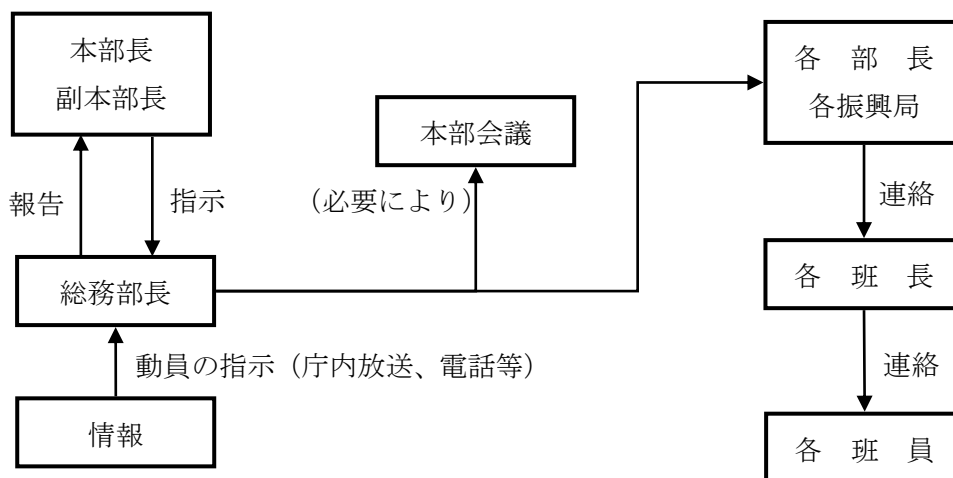 本部長
副本部長
各　部　長
各振興局
本部会議
報告
指示
（必要により）
連絡
総務部長
各　班　長
動員の指示（庁内放送、電話等）
連絡
情報
各　班　員